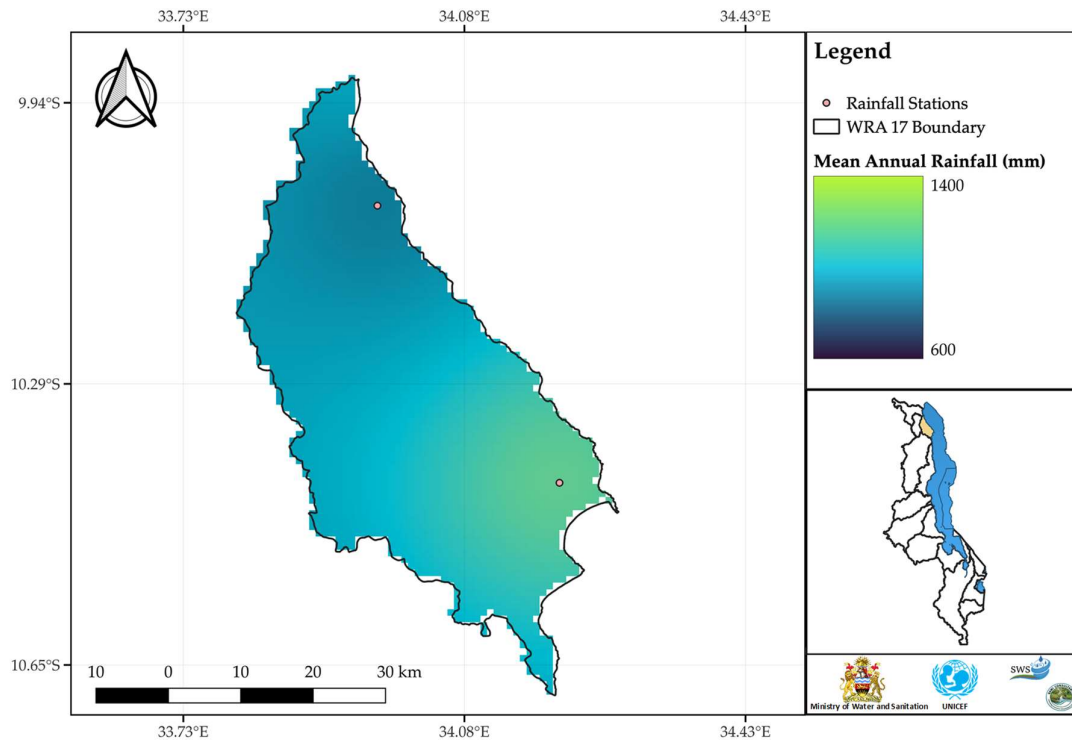 33.73°E 34.08°E 34.43°E
9.94°S
10.29°S
10.65°S
10 0 10 20 30 km
33.73°E 34.08°E 34.43°E
Legend
Rainfall Stations
WRA 17 Boundary
Mean Annual Rainfall (mm)
1400
600
SWS
Ministry of Water and Sanitation UNICEF